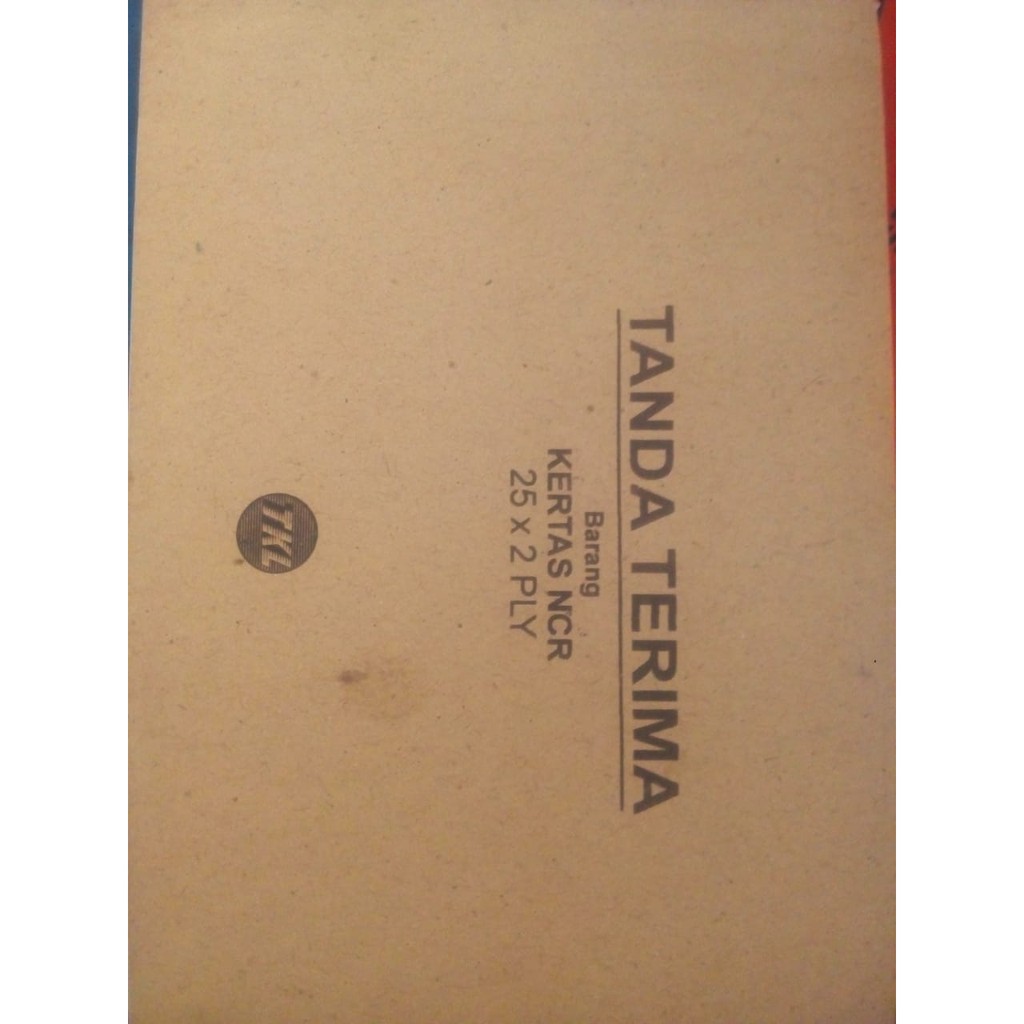 TANDA TERIMA
Barang
KERTAS NCR
25 x 2 PLY
TKL